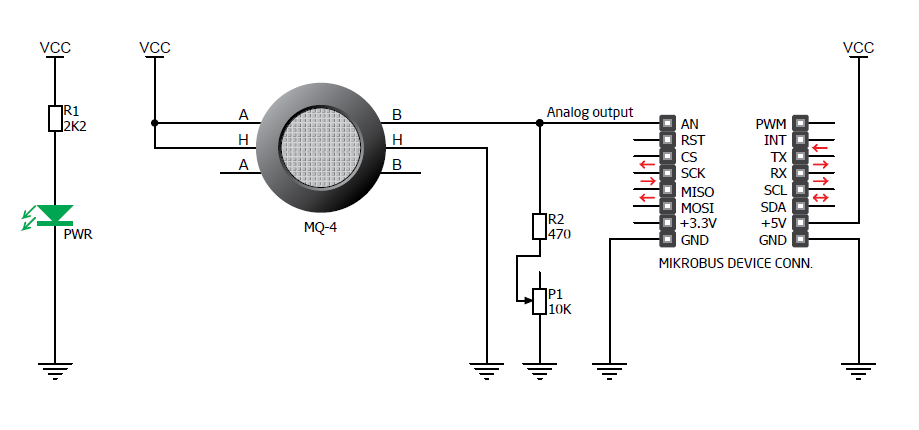 VCC
VCC
VCC
R1
2K2
PWR
A
H
A
B
H
B
MQ-4
Analog output
R2
470
P1
10K
AN
RST
CS
SCK
MISO
MOSI
+3.3V
GND
PWM
INT
TX
RX
SCL
SDA
+5V
GND
MIKROBUS DEVICE CONN.